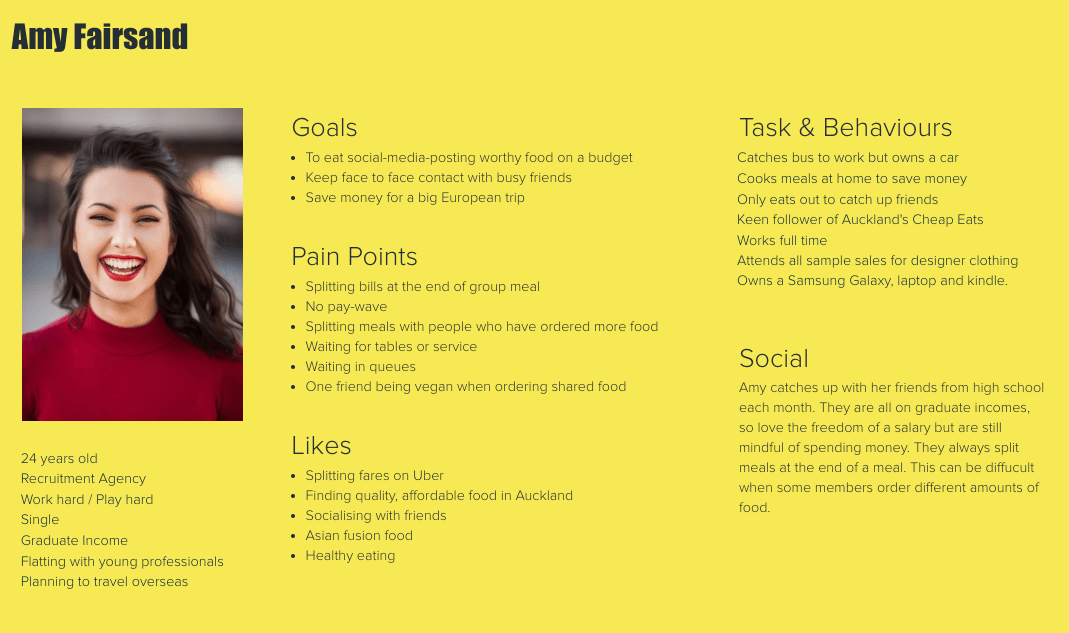 Amy Fairsand
24 years old
Recruitment Agency
Work hard / Play hard
Single
Graduate Income
Flatting with young professionals
Planning to travel overseas
Goals
• To eat social-media-posting worthy food on a budget
• Keep face to face contact with busy friends
• Save money for a big European trip
Pain Points
• Splitting bills at the end of group meal
• No pay-wave
• Splitting meals with people who have ordered more food
• Waiting for tables or service
• Waiting in queues
• One friend being vegan when ordering shared food
Likes
• Splitting fares on Uber
• Finding quality, affordable food in Auckland
• Socialising with friends
• Asian fusion food
• Healthy eating
Task & Behaviours
Catches bus to work but owns a car
Cooks meals at home to save money
Only eats out to catch up friends
Keen follower of Auckland's Cheap Eats
Works full time
Attends all sample sales for designer clothing
Owns a Samsung Galaxy, laptop and kindle.
Social
Amy catches up with her friends from high school
each month. They are all on graduate incomes,
so love the freedom of a salary but are still
mindful of spending money. They always split
meals at the end of a meal. This can be diffucult
when some members order different amounts of
food.